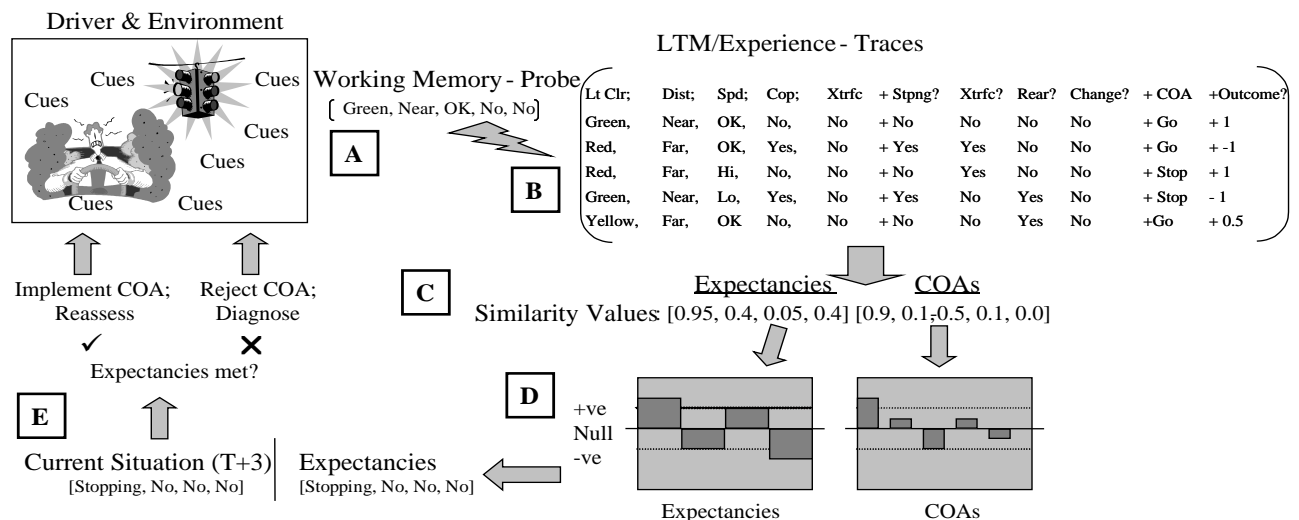 Driver & Environment
Cues
Cues
Cues
Cues
Cues
Cues
Cues
Working Memory - Probe
Green, Near, OK, No, No
A
B
LTM/Experience - Traces
Lt Clr; Dist; Spd; Cop; Xtrfc + Stpng? Xtrfc? Rear? Change? + COA +Outcome?
Green, Near, OK, No, No + No No No No + Go + 1
Red, Far, OK, Yes, No + Yes Yes No No + Go + -1
Red, Far, Hi, No, No + No Yes No No + Stop + 1
Green, Near, Lo, Yes, No + Yes No Yes No + Stop - 1
Yellow, Far, OK No, No + No No Yes No +Go + 0.5
Implement COA;
Reassess
Reject COA;
Diagnose
✓
✕
Expectancies met?
C
Expectancies COAs
Similarity Values: [0.95, 0.4, 0.05, 0.4] [0.9, 0.1-0.5, 0.1, 0.0]
D
+ve
Null
-ve
Expectancies
COAs
E
Current Situation (T+3)
[Stopping, No, No, No]
Expectancies
[Stopping, No, No, No]